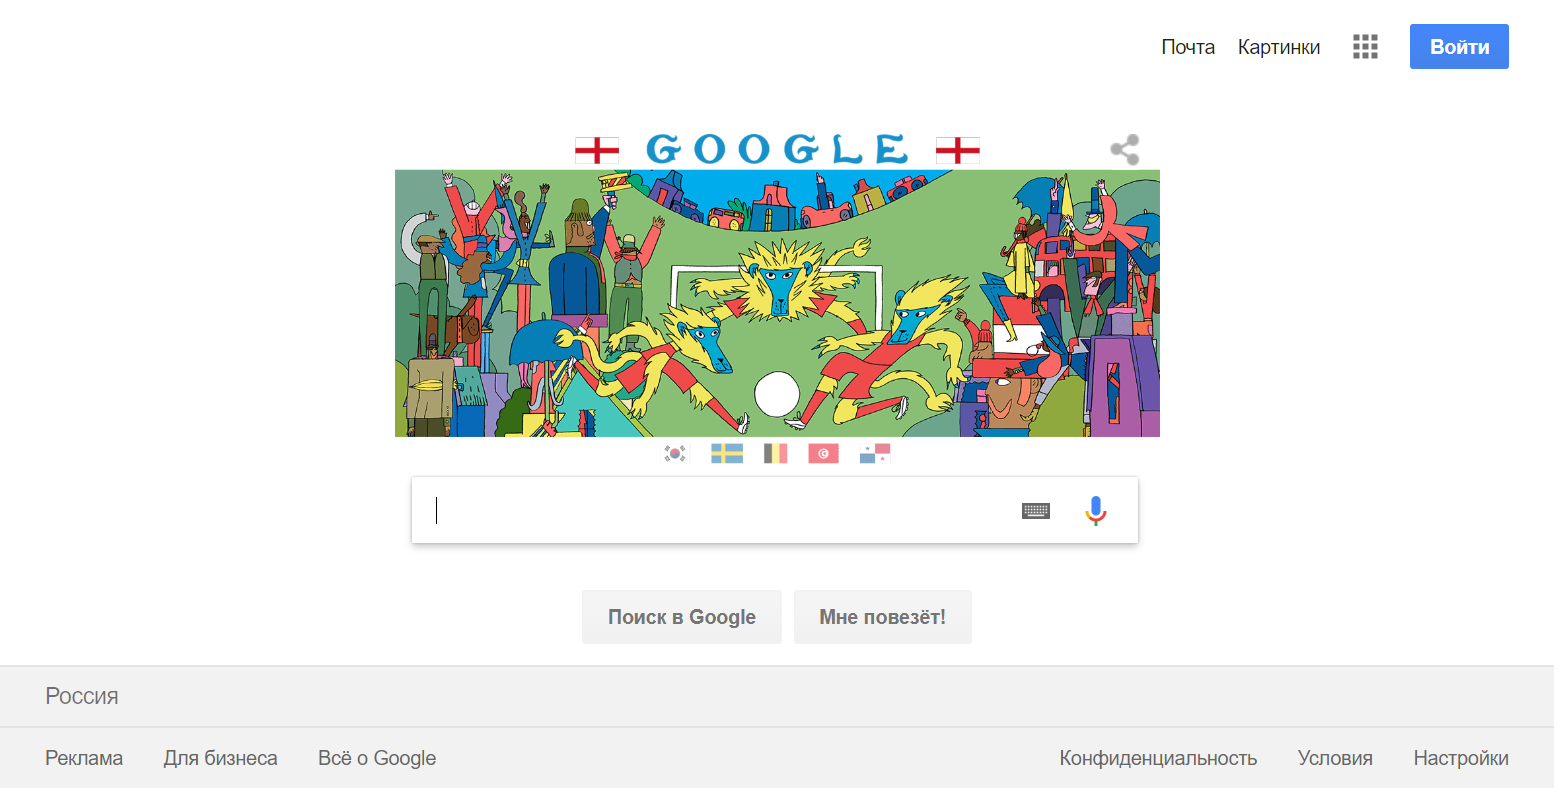 Почта Картинки Войти
GOOGLE
Поиск в Google Мне повезёт!
Россия
Реклама Для бизнеса Всё о Google Конфиденциальность Условия Настройки